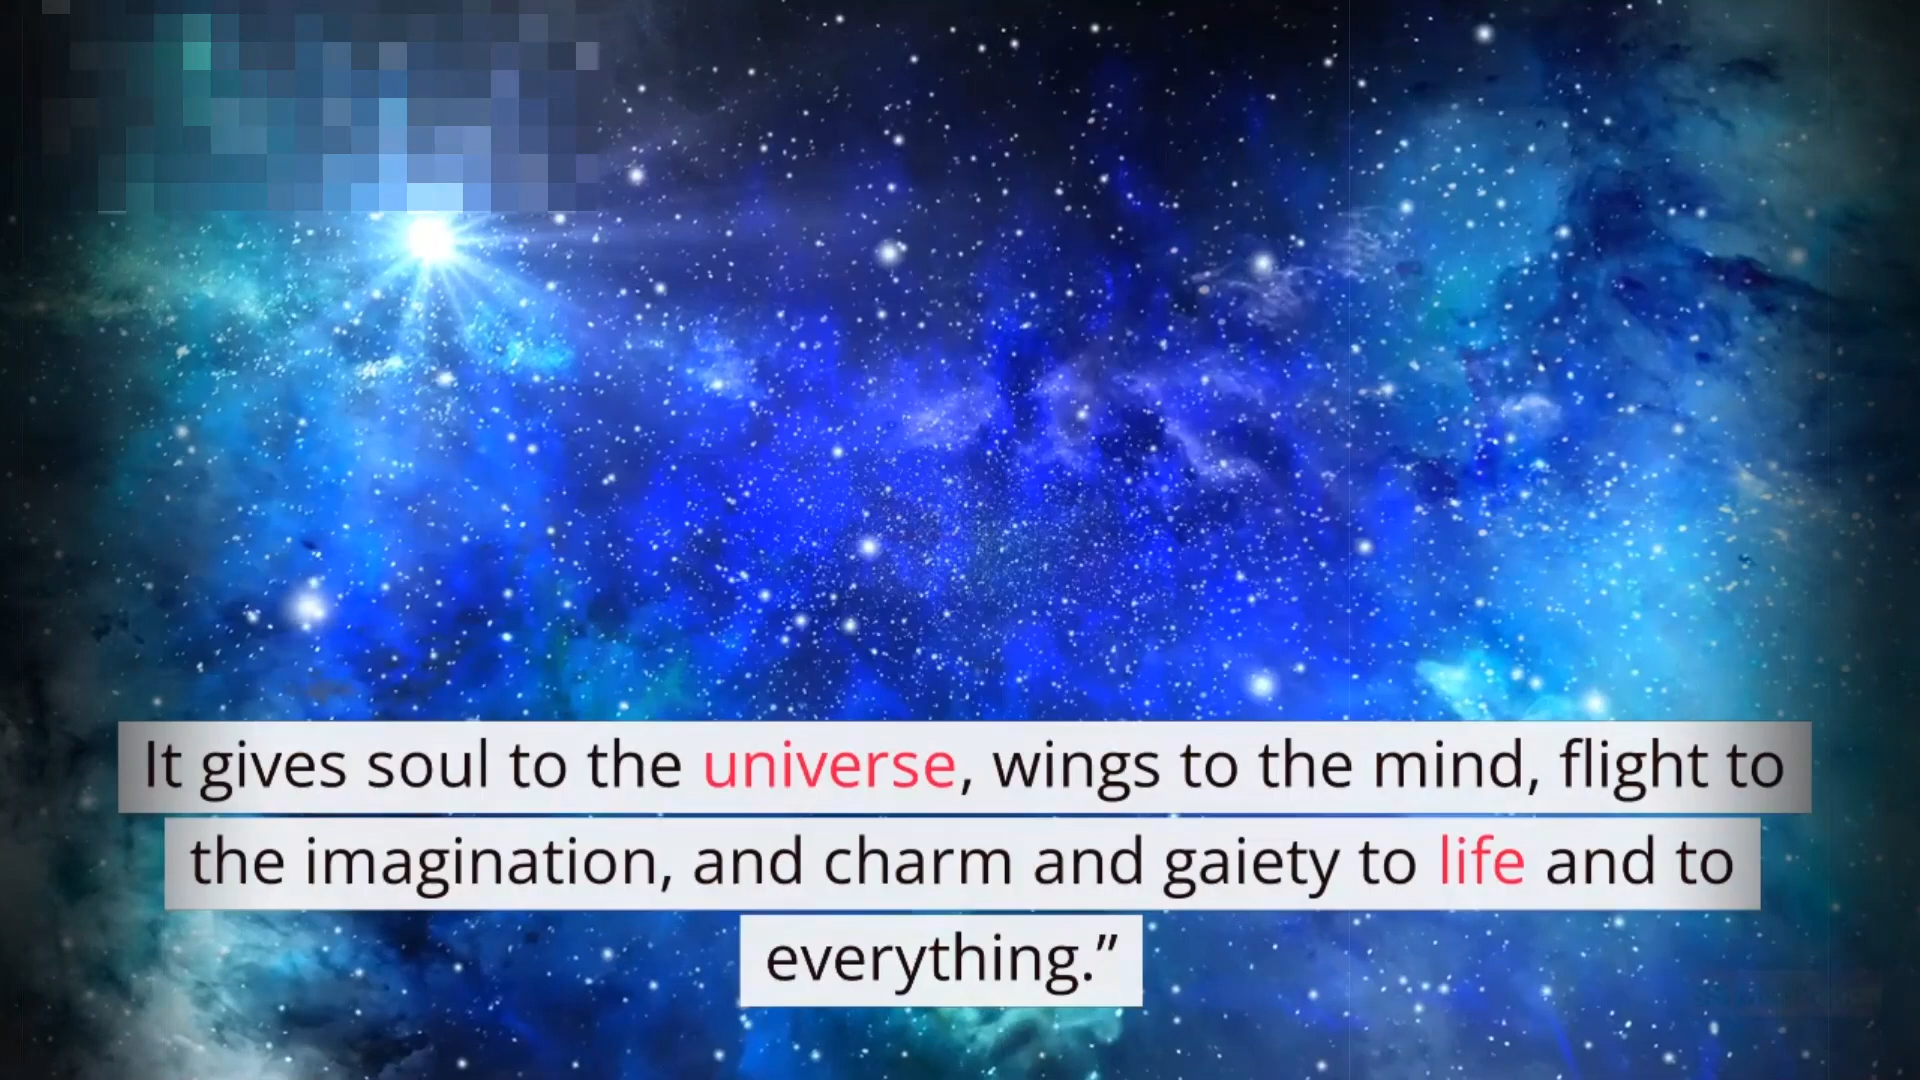 It gives soul to the universe, wings to the mind, flight to
the imagination, and charm and gaiety to life and to
everything.”